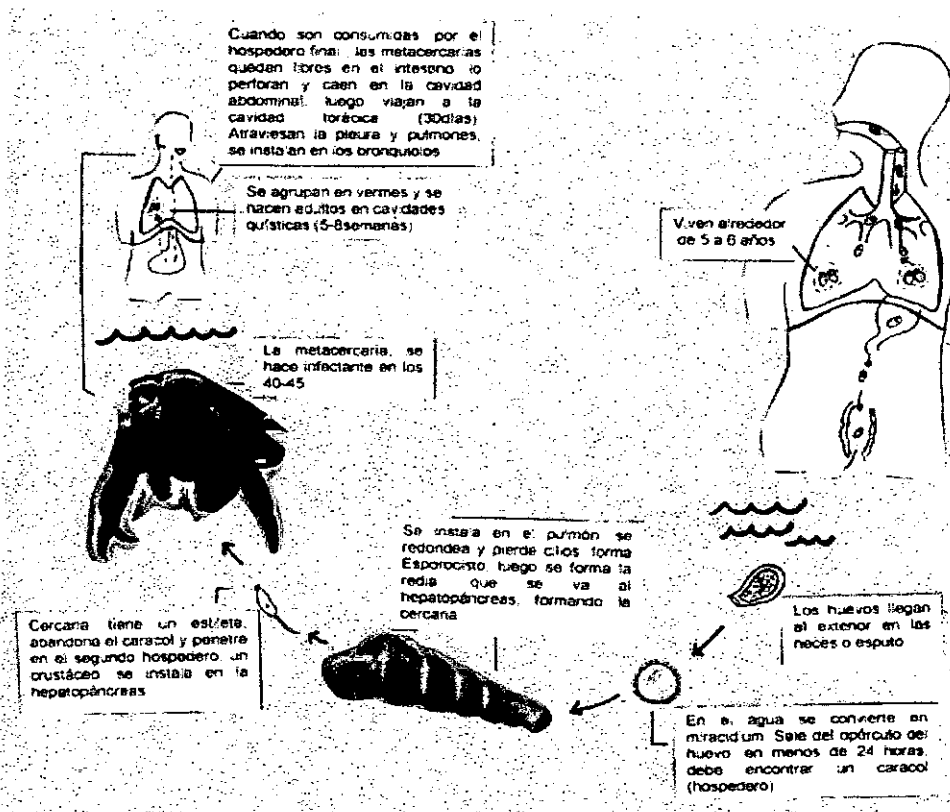 Cuando son consumidas por el
hospedero final, las metacercarias
quedan libres en el intestino lo
perforan y caen en la cavidad
abdominal, luego viajan a la
cavidad torácica (30días)
Atraviesan la pleura y pulmones,
se instalan en los bronquiolos
Se agrupan en vermes y se
hacen adultos en cavidades
quísticas (5-8semanas)
Viven alrededor
de 5 a 6 años
La metacercaria, se
hace infectante en los
40-45
Se instala en el pulmón se
redondea y pierde cilios, forma
Esporocisto, luego se forma la
redia que se va al
hepatopáncreas, formando la
cercaria
Cercaria tiene un estilete,
abandona el caracol y penetra
en el segundo hospedero, un
crustáceo se instala en la
hepatopáncreas
Los huevos llegan
al exterior en las
heces o esputo
En el agua se convierte en
miracidium Sale del opérculo del
huevo en menos de 24 horas,
debe encontrar un caracol
(hospedero)